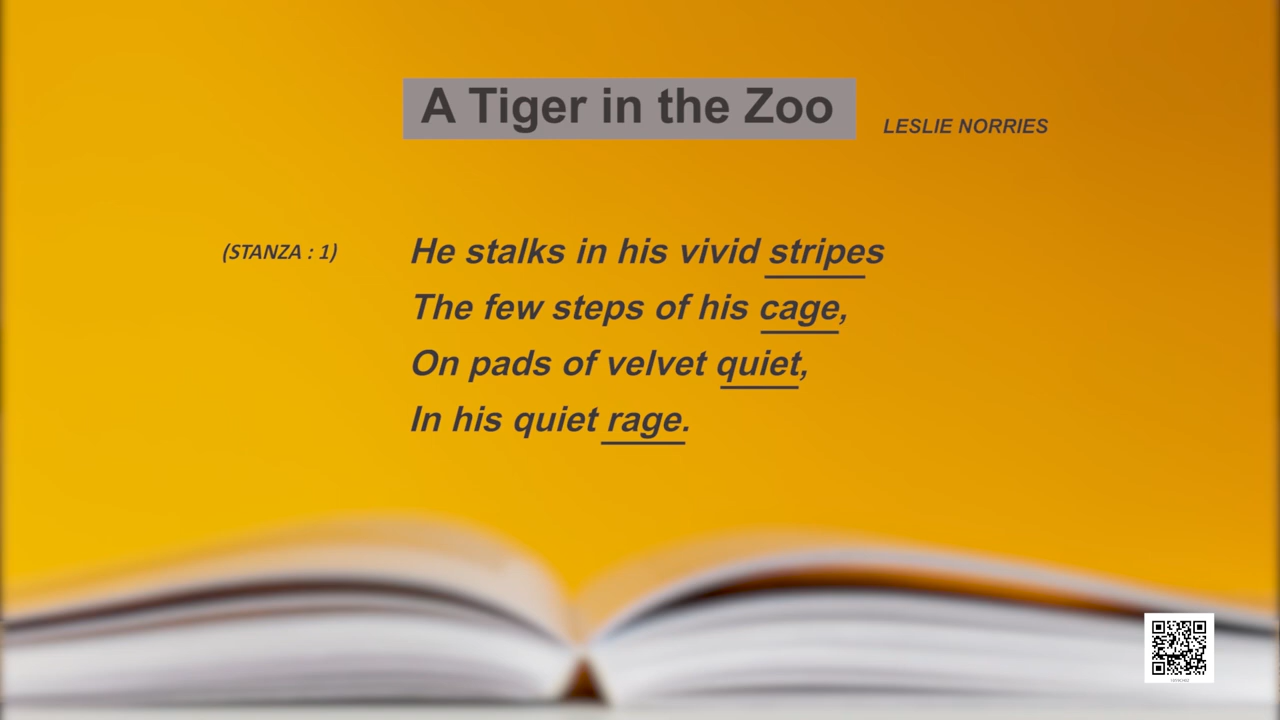 A Tiger in the Zoo
LESLIE NORRIES
(STANZA : 1)
He stalks in his vivid stripes
The few steps of his cage,
On pads of velvet quiet,
In his quiet rage.